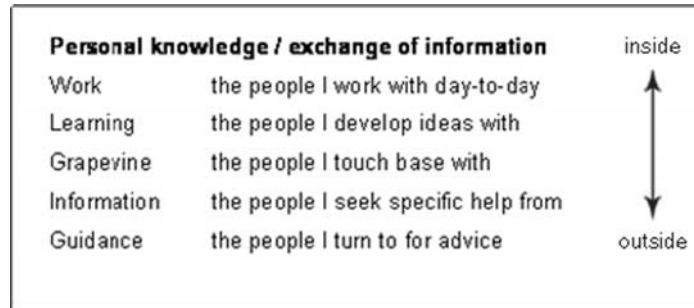 Personal knowledge / exchange of information inside
Work the people I work with day-to-day
Learning the people I develop ideas with
Grapevine the people I touch base with
Information the people I seek specific help from
Guidance the people I turn to for advice outside